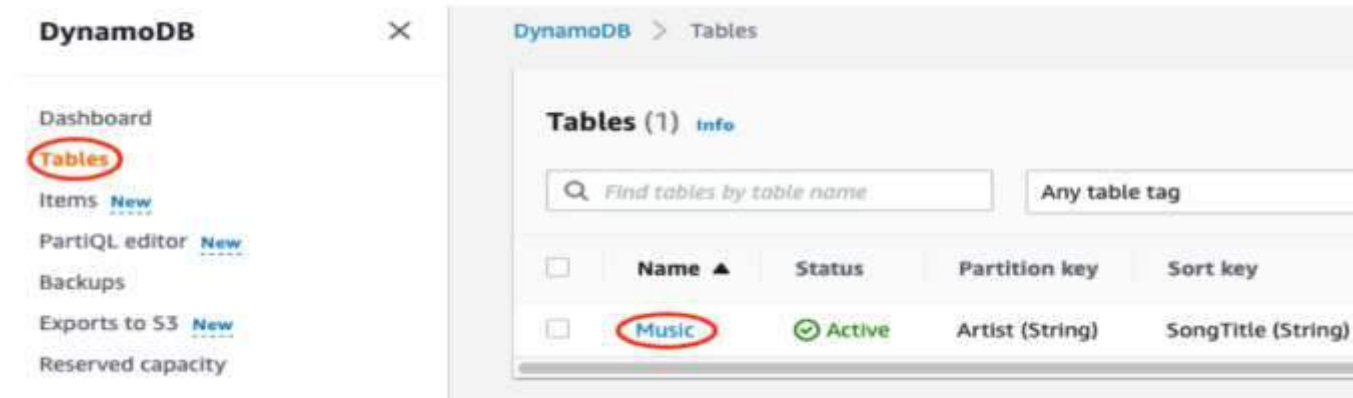 DynamoDB
Dashboard
Tables
Items New
PartiQL editor New
Backups
Exports to S3 New
Reserved capacity
DynamoDB > Tables
Tables (1) Info
Find tables by table name
Any table tag
Name Status Partition key Sort key
Music Active Artist (String) SongTitle (String)